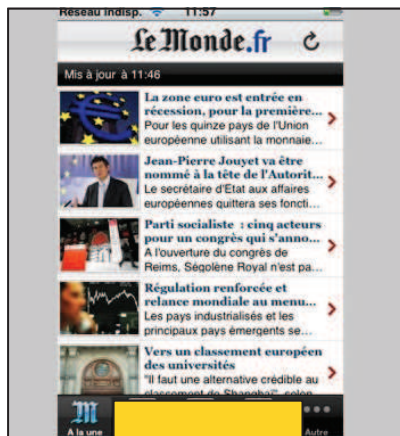 Réseau indisp. 11:57
Le Monde.fr
Mis à jour à 11:46
La zone euro est entrée en
récession, pour la première...
Pour les quinze pays de l'Union
européenne utilisant la monnaie...
Jean-Pierre Jouyet va être
nommé à la tête de l'Autorit...
Le secrétaire d'Etat aux affaires
européennes quittera ses foncti...
Parti socialiste : cinq acteurs
pour un congrès qui s'anno...
A l'ouverture du congrès de
Reims, Ségolène Royal n'est pa...
Régulation renforcée et
relance mondiale au menu...
Les pays industrialisés et les
principaux pays émergents se...
Vers un classement européen
des universités
"Il faut une alternative crédible au
classement de Shanghaï", selon
A la une
Autre